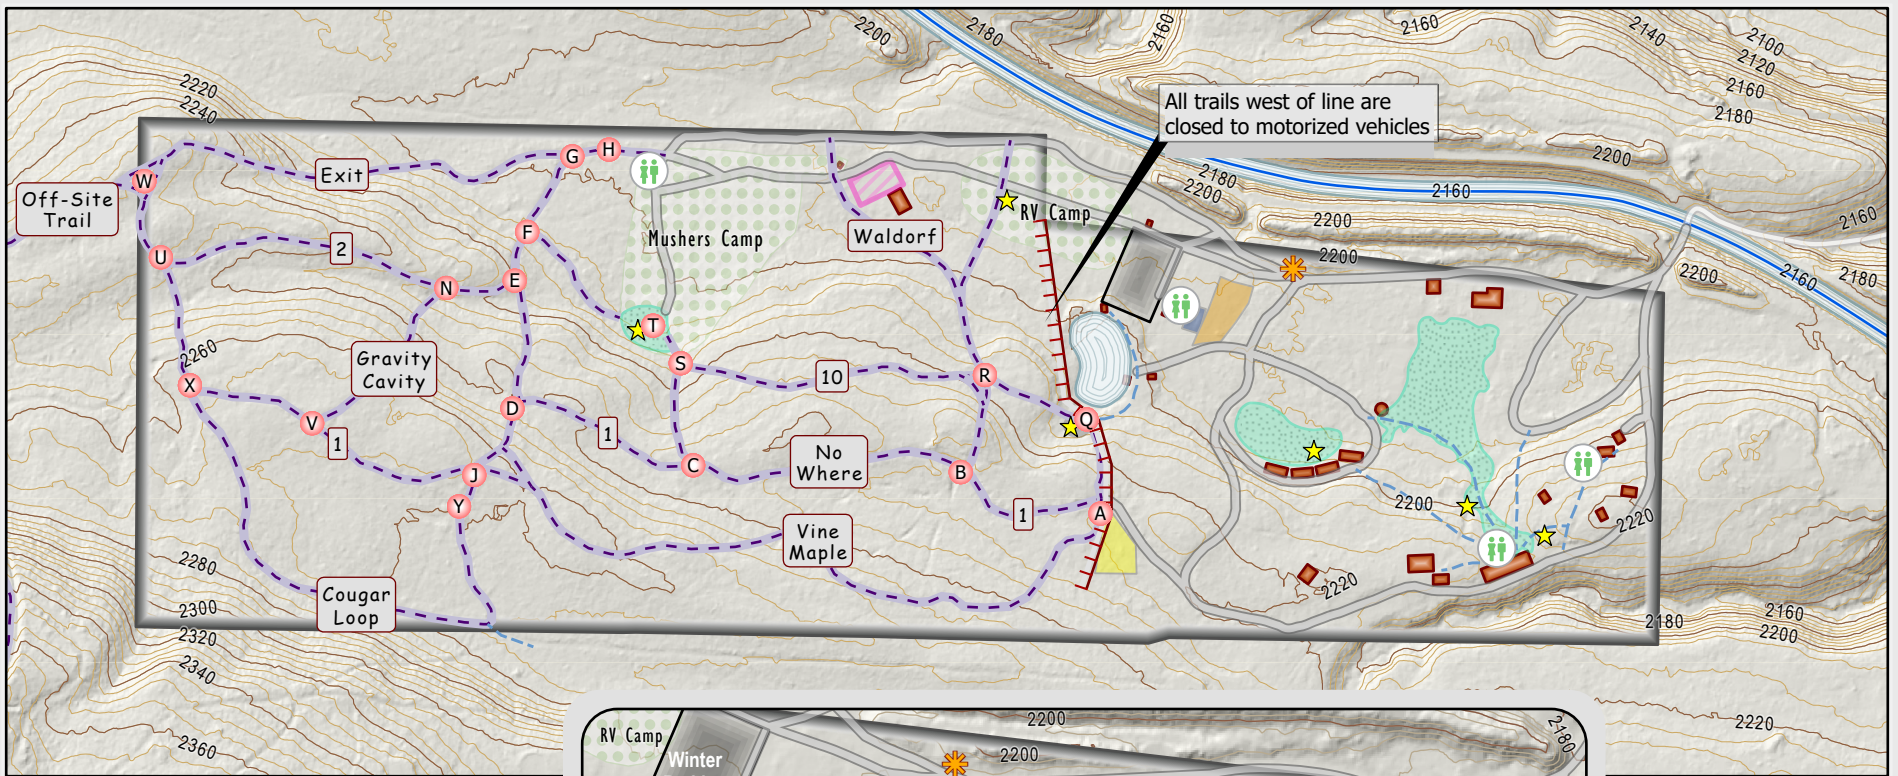 2200
2180
2160
2160
2140
2100
2120
2160
2180
2220
2240
All trails west of line are
closed to motorized vehicles
2200
2180
2200
2160
2160
2200
2200
2200
2160
2180
Off-Site
Trail
W
Exit
G
H
F
U
2
N
E
Mushers Camp
Waldorf
RV Camp
T
2260
X
Gravity
Cavity
S
10
R
V
1
D
1
C
No
Where
B
Q
J
Y
1
A
Vine
Maple
2200
2220
2220
2280
2300
2320
2340
2360
Cougar
Loop
2180
2160
2200
2220
RV Camp
Winter
2200
2200
2180